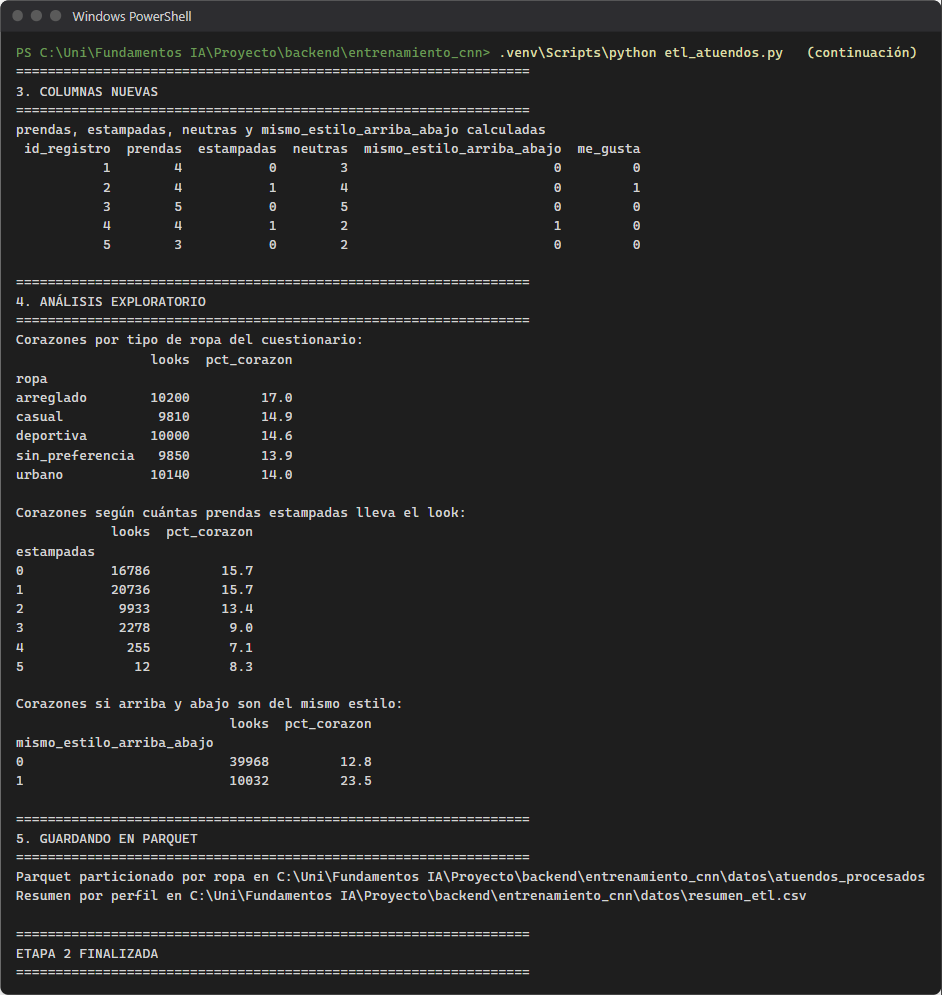 Windows PowerShell
PS C:\Uni\Fundamentos IA\Proyecto\backend\entrenamiento_cnn> .venv\Scripts\python etl_atuendos.py   (continuación)
=================================================================
3. COLUMNAS NUEVAS
=================================================================
prendas, estampadas, neutras y mismo_estilo_arriba_abajo calculadas
 id_registro  prendas  estampadas  neutras  mismo_estilo_arriba_abajo  me_gusta
           1        4           0        3                          0         0
           2        4           1        4                          0         1
           3        5           0        5                          0         0
           4        4           1        2                          1         0
           5        3           0        2                          0         0
=================================================================
4. ANÁLISIS EXPLORATORIO
=================================================================
Corazones por tipo de ropa del cuestionario:
                 looks  pct_corazon
ropa
arreglado        10200         17.0
casual            9810         14.9
deportiva        10000         14.6
sin_preferencia   9850         13.9
urbano           10140         14.0
Corazones según cuántas prendas estampadas lleva el look:
            looks  pct_corazon
estampadas
0           16786         15.7
1           20736         15.7
2            9933         13.4
3            2278          9.0
4             255          7.1
5              12          8.3
Corazones si arriba y abajo son del mismo estilo:
                           looks  pct_corazon
mismo_estilo_arriba_abajo
0                          39968         12.8
1                          10032         23.5
=================================================================
5. GUARDANDO EN PARQUET
=================================================================
Parquet particionado por ropa en C:\Uni\Fundamentos IA\Proyecto\backend\entrenamiento_cnn\datos\atuendos_procesados
Resumen por perfil en C:\Uni\Fundamentos IA\Proyecto\backend\entrenamiento_cnn\datos\resumen_etl.csv
=================================================================
ETAPA 2 FINALIZADA
=================================================================